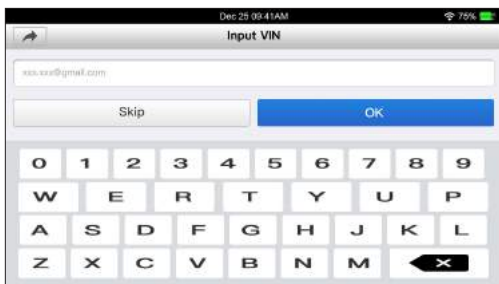 Dec 25 09:41AM 75%
Input VIN
xxx.xxx@gmail.com
Skip OK
0 1 2 3 4 5 6 7 8 9
W E R T Y U P
A S D F G H J K L
Z X C V B N M